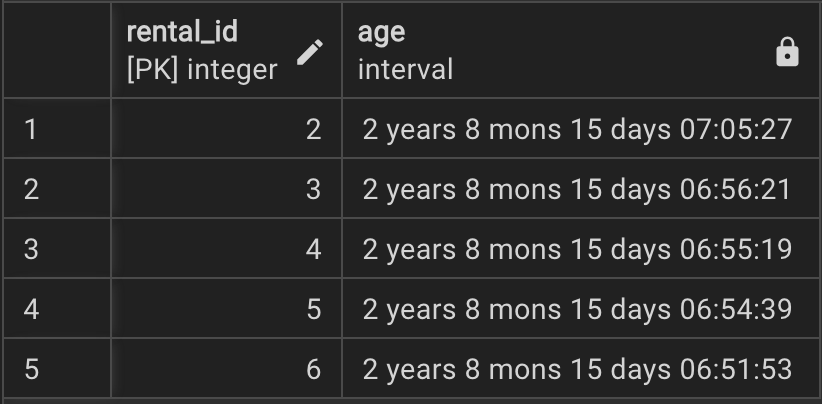 rental_id age
[PK] integer interval
1 2 2 years 8 mons 15 days 07:05:27
2 3 2 years 8 mons 15 days 06:56:21
3 4 2 years 8 mons 15 days 06:55:19
4 5 2 years 8 mons 15 days 06:54:39
5 6 2 years 8 mons 15 days 06:51:53